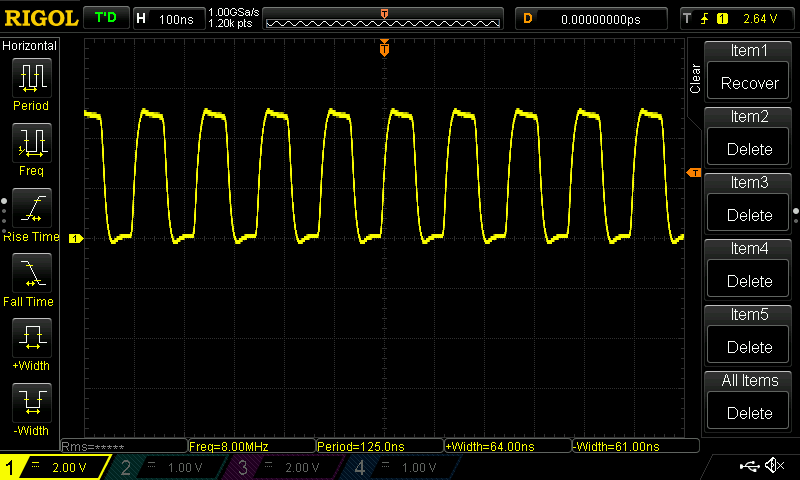 RIGOL T'D H 100ns 1.00GSa/s D 0.00000000ps T 1 2.64 V
1.20k pts
T
Horizontal
Period
Freq
Rise Time
Fall Time
+Width
-Width
T
T
1
Clear
Item1
Recover
Item2
Delete
Item3
Delete
Item4
Delete
Item5
Delete
All Items
Delete
Rms=***** Freq=8.00MHz Period=125.0ns +Width=64.00ns -Width=61.00ns
1 2.00 V 2 1.00 V 3 2.00 V 4 1.00 V